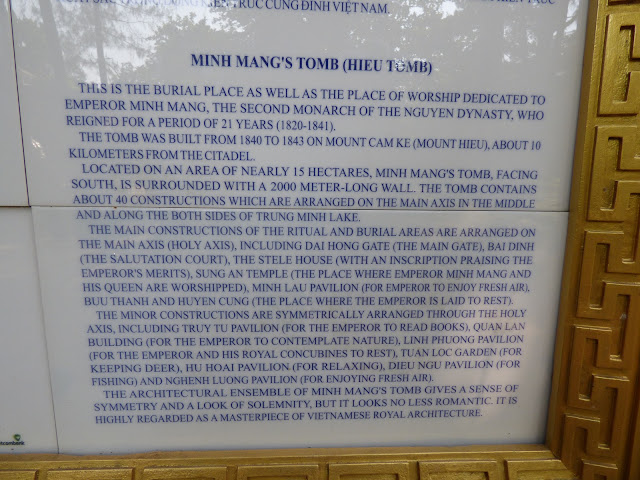 KIẾN TRÚC CUNG ĐÌNH VIỆT NAM.
MINH MANG'S TOMB (HIEU TOMB)
THIS IS THE BURIAL PLACE AS WELL AS THE PLACE OF WORSHIP DEDICATED TO
EMPEROR MINH MANG, THE SECOND MONARCH OF THE NGUYEN DYNASTY, WHO
REIGNED FOR A PERIOD OF 21 YEARS (1820-1841).
THE TOMB WAS BUILT FROM 1840 TO 1843 ON MOUNT CAM KE (MOUNT HIEU), ABOUT 10
KILOMETERS FROM THE CITADEL.
LOCATED ON AN AREA OF NEARLY 15 HECTARES, MINH MANG'S TOMB, FACING
SOUTH, IS SURROUNDED WITH A 2000 METER-LONG WALL. THE TOMB CONTAINS
ABOUT 40 CONSTRUCTIONS WHICH ARE ARRANGED ON THE MAIN AXIS IN THE MIDDLE
AND ALONG THE BOTH SIDES OF TRUNG MINH LAKE.
THE MAIN CONSTRUCTIONS OF THE RITUAL AND BURIAL AREAS ARE ARRANGED ON
THE MAIN AXIS (HOLY AXIS), INCLUDING DAI HONG GATE (THE MAIN GATE), BAI DINH
(THE SALUTATION COURT), THE STELE HOUSE (WITH AN INSCRIPTION PRAISING THE
EMPEROR'S MERITS), SUNG AN TEMPLE (THE PLACE WHERE EMPEROR MINH MANG AND
HIS QUEEN ARE WORSHIPPED), MINH LAU PAVILION (FOR EMPEROR TO ENJOY FRESH AIR),
BUU THANH AND HUYEN CUNG (THE PLACE WHERE THE EMPEROR IS LAID TO REST).
THE MINOR CONSTRUCTIONS ARE SYMMETRICALLY ARRANGED THROUGH THE HOLY
AXIS, INCLUDING TRUY TU PAVILION (FOR THE EMPEROR TO READ BOOKS), QUAN LAN
BUILDING (FOR THE EMPEROR TO CONTEMPLATE NATURE), LINH PHUONG PAVILION
(FOR THE EMPEROR AND HIS ROYAL CONCUBINES TO REST), TUAN LOC GARDEN (FOR
KEEPING DEER), HU HOAI PAVILION (FOR RELAXING), DIEU NGU PAVILION (FOR
FISHING) AND NGHENH LUONG PAVILION (FOR ENJOYING FRESH AIR).
THE ARCHITECTURAL ENSEMBLE OF MINH MANG'S TOMB GIVES A SENSE OF
SYMMETRY AND A LOOK OF SOLEMNITY, BUT IT LOOKS NO LESS ROMANTIC. IT IS
HIGHLY REGARDED AS A MASTERPIECE OF VIETNAMESE ROYAL ARCHITECTURE.